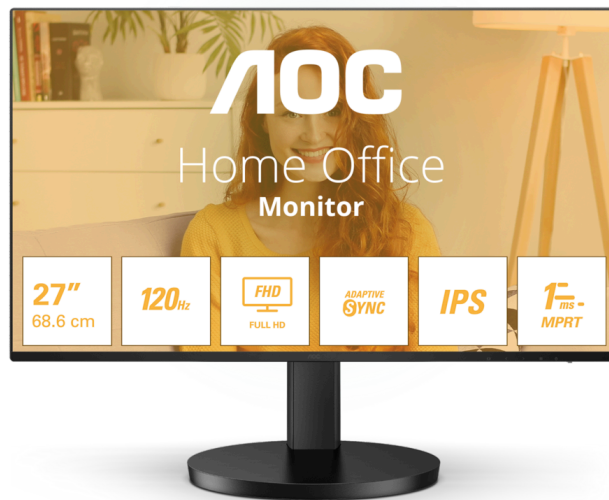 AOC
Home Office
Monitor
27"
68.6 cm
120Hz
FHD
FULL HD
ADAPTIVE
SYNC
IPS
1ms-
MPRT